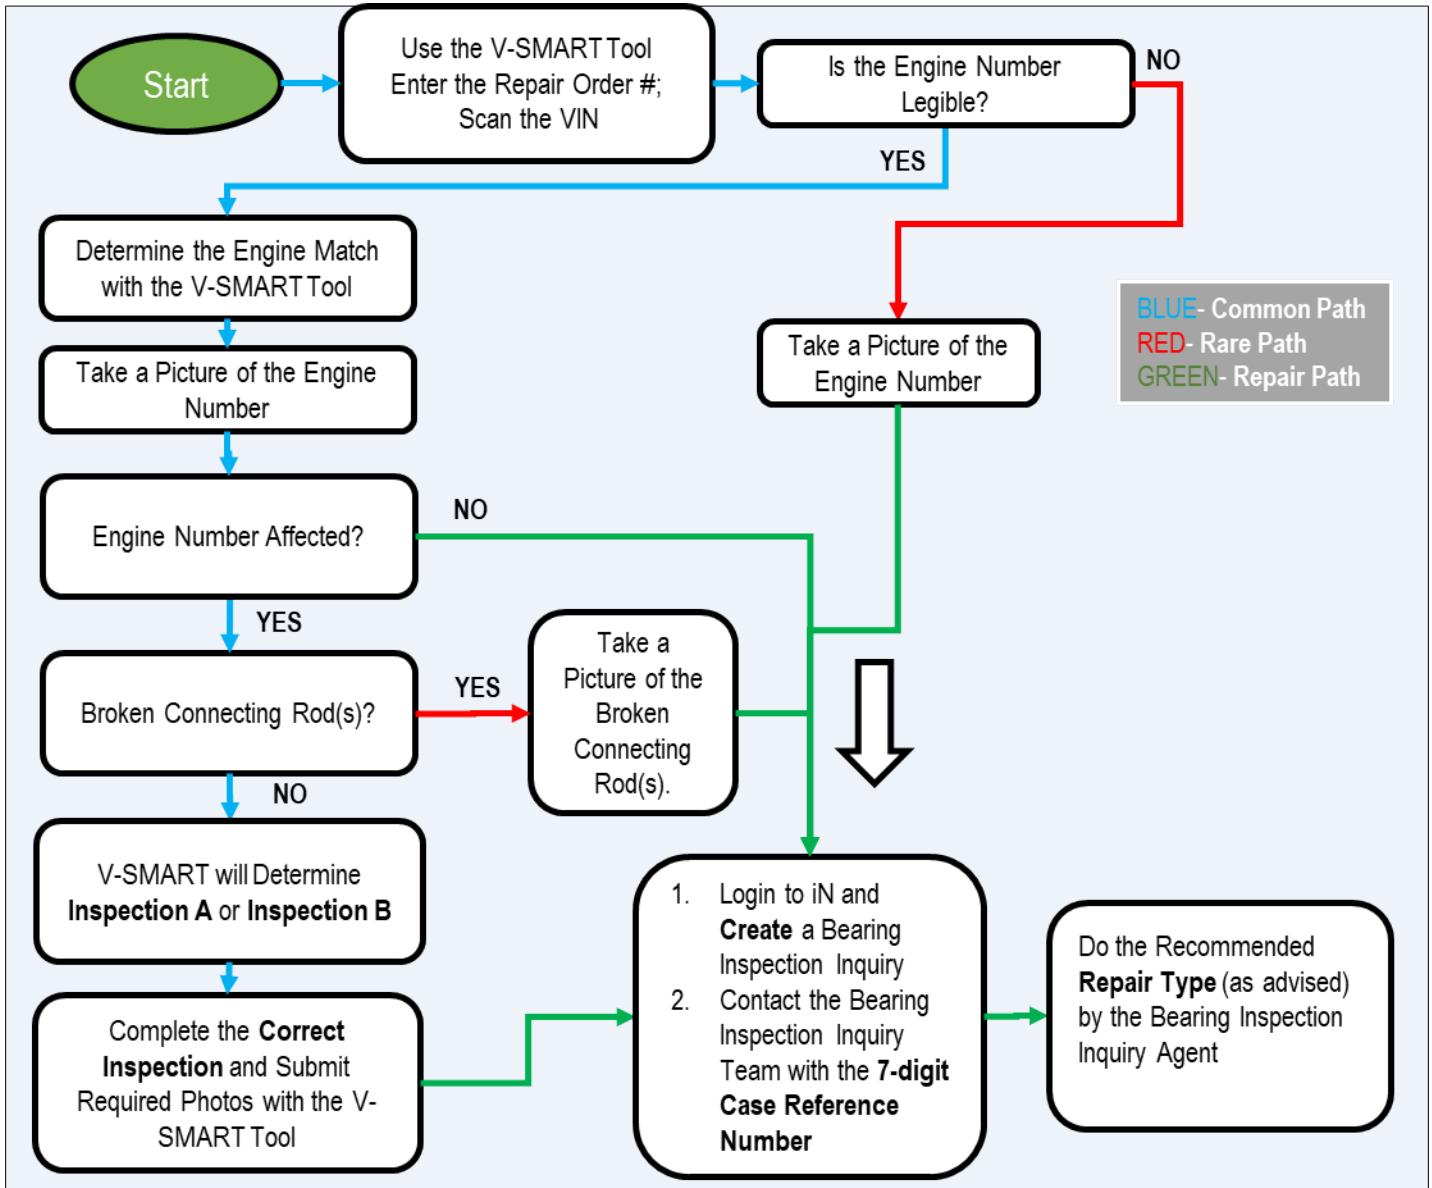 Start
Use the V-SMART Tool
Enter the Repair Order #;
Scan the VIN
Is the Engine Number
Legible?
NO
YES
Determine the Engine Match
with the V-SMART Tool
Take a Picture of the Engine
Number
Take a Picture of the
Engine Number
BLUE- Common Path
RED- Rare Path
GREEN- Repair Path
Engine Number Affected?
NO
YES
Broken Connecting Rod(s)?
YES
Take a
Picture of the
Broken
Connecting
Rod(s).
NO
V-SMART will Determine
Inspection A or Inspection B
Complete the Correct
Inspection and Submit
Required Photos with the V-
SMART Tool
1. Login to iN and
Create a Bearing
Inspection Inquiry
2. Contact the Bearing
Inspection Inquiry
Team with the 7-digit
Case Reference
Number
Do the Recommended
Repair Type (as advised)
by the Bearing Inspection
Inquiry Agent